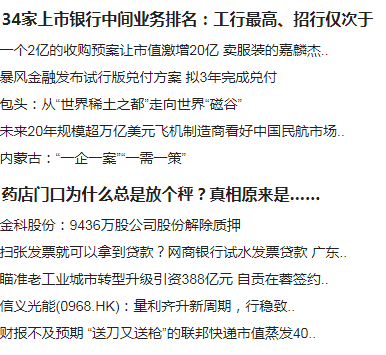 34家上市银行中间业务排名：工行最高、招行仅次于
一个2亿的收购预案让市值激增20亿 卖服装的嘉麟杰..
暴风金融发布试行版兑付方案 拟3年完成兑付
包头：从“世界稀土之都”走向世界“磁谷”
未来20年规模超万亿美元飞机制造商看好中国民航市场..
内蒙古：“一企一案”“一需一策”
药店门口为什么总是放个秤？真相原来是......
金科股份：9436万股公司股份解除质押
扫张发票就可以拿到贷款？网商银行试水发票贷款 广东..
瞄准老工业城市转型升级引资388亿元 自贡在蓉签约..
信义光能(0968.HK)：量利齐升新周期，行稳致..
财报不及预期 “送刀又送枪”的联邦快递市值蒸发40..